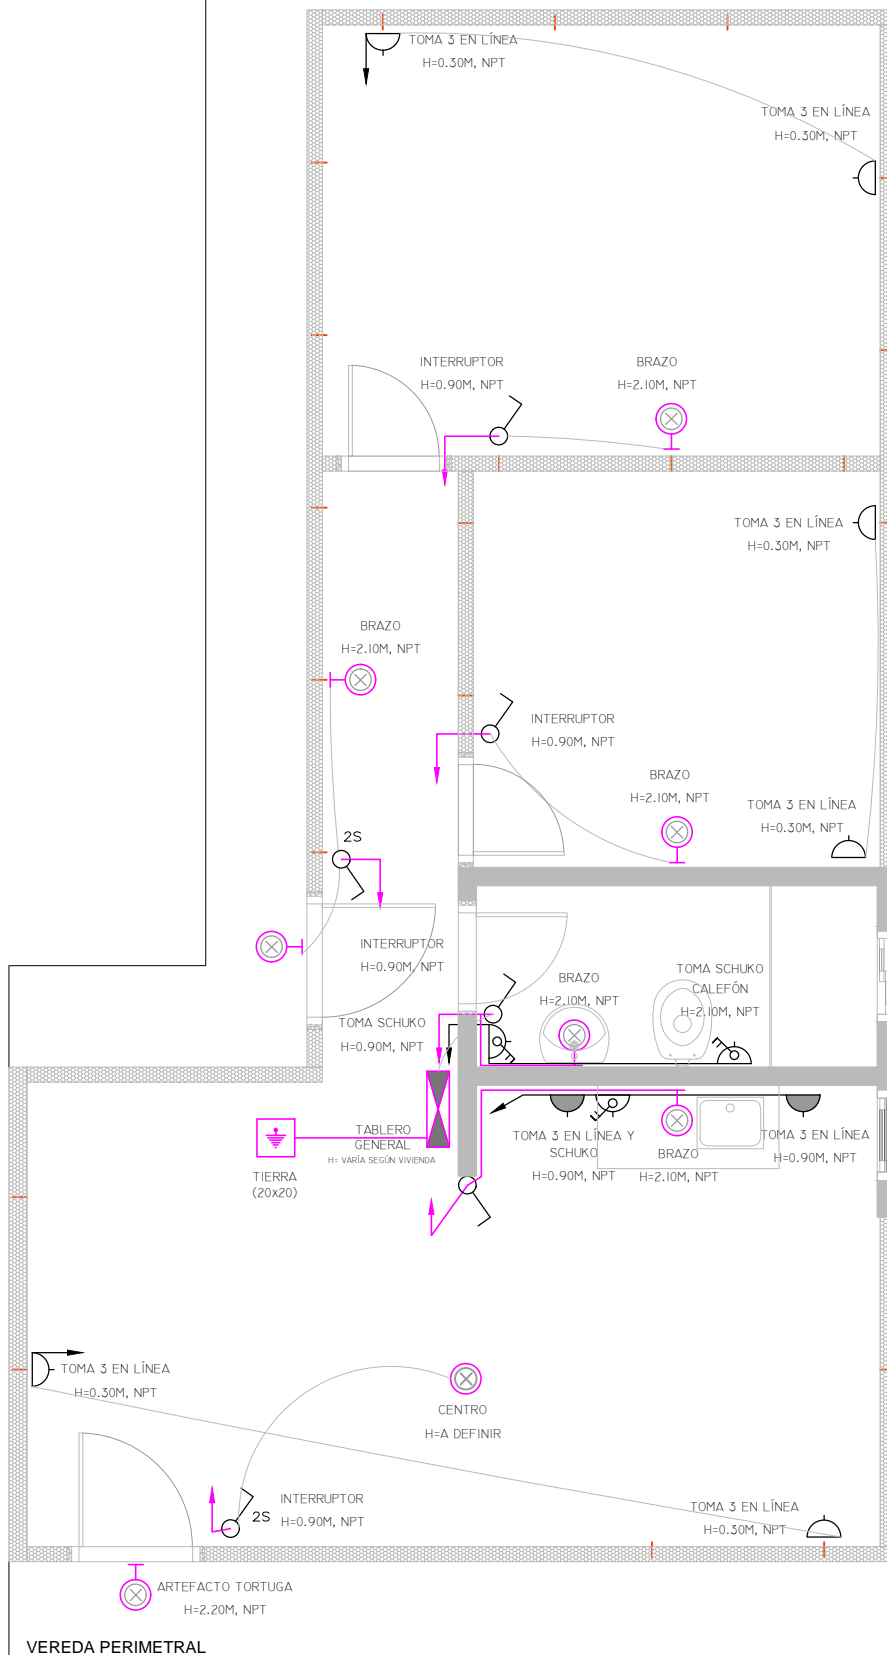 TOMA 3 EN LÍNEA
H=0.30M, NPT
TOMA 3 EN LÍNEA
H=0.30M, NPT
INTERRUPTOR
H=0.90M, NPT
BRAZO
H=2.10M, NPT
TOMA 3 EN LÍNEA
H=0.30M, NPT
BRAZO
H=2.10M, NPT
INTERRUPTOR
H=0.90M, NPT
BRAZO
H=2.10M, NPT
TOMA 3 EN LÍNEA
H=0.30M, NPT
2S
INTERRUPTOR
H=0.90M, NPT
BRAZO
H=2.10M, NPT
TOMA SCHUKO
CALEFÓN
H=2.10M, NPT
TOMA SCHUKO
H=0.90M, NPT
TABLERO
GENERAL
H= VARÍA SEGÚN VIVIENDA
TIERRA
(20x20)
TOMA 3 EN LÍNEA Y
SCHUKO
H=0.90M, NPT
BRAZO
H=2.10M, NPT
TOMA 3 EN LÍNEA
H=0.90M, NPT
TOMA 3 EN LÍNEA
H=0.30M, NPT
CENTRO
H=A DEFINIR
INTERRUPTOR
2S
H=0.90M, NPT
TOMA 3 EN LÍNEA
H=0.30M, NPT
ARTEFACTO TORTUGA
H=2.20M, NPT
VEREDA PERIMETRAL